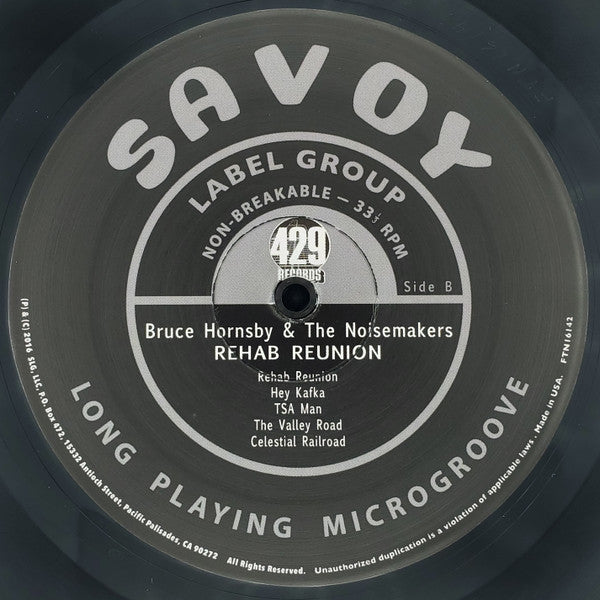 SAVOY
LABEL GROUP
NON-BREAKABLE — 33⅓ RPM
429
RECORDS
Side B
Bruce Hornsby & The Noisemakers
REHAB REUNION
Rehab Reunion
Hey Kafka
TSA Man
The Valley Road
Celestial Railroad
LONG PLAYING MICROGROOVE
FTN16142
(P) & (C) 2016 SLG, LLC, P.O. Box 472, 15332 Antioch Street, Pacific Palisades, CA 90272 All Rights Reserved. Unauthorized duplication is a violation of applicable laws. Made in USA.